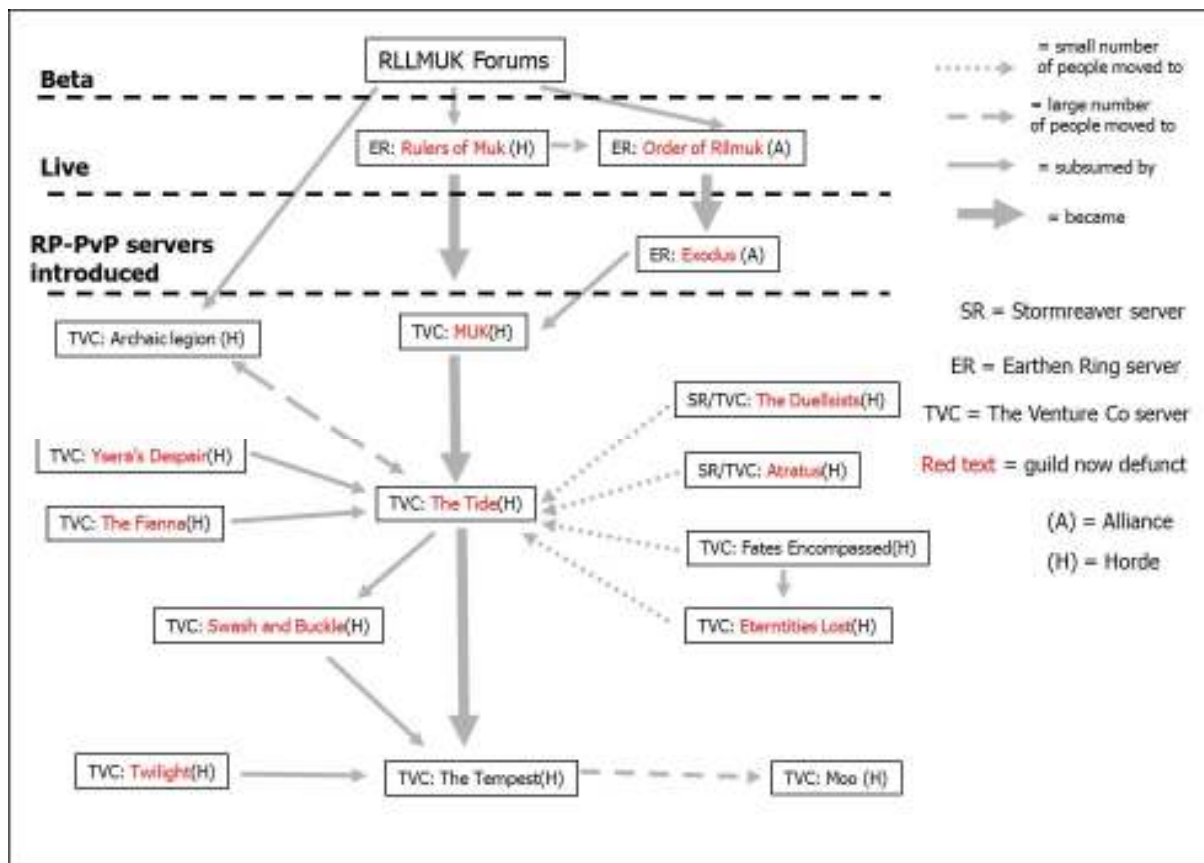 RLLMUK Forums
Beta
ER: Rulers of Muk (H)
ER: Order of Rllmuk (A)
Live
RP-PvP servers
introduced
ER: Exodus (A)
TVC: Archaic legion (H)
TVC: MUK(H)
SR/TVC: The Duellsists(H)
TVC: Ysera's Despair(H)
SR/TVC: Atratus(H)
TVC: The Tide(H)
TVC: The Fianna(H)
TVC: Fates Encompassed(H)
TVC: Swash and Buckle(H)
TVC: Eterntities Lost(H)
TVC: Twilight(H)
TVC: The Tempest(H)
TVC: Moo (H)
= small number
of people moved to
= large number
of people moved to
= subsumed by
= became
SR = Stormreaver server
ER = Earthen Ring server
TVC = The Venture Co server
Red text = guild now defunct
(A) = Alliance
(H) = Horde